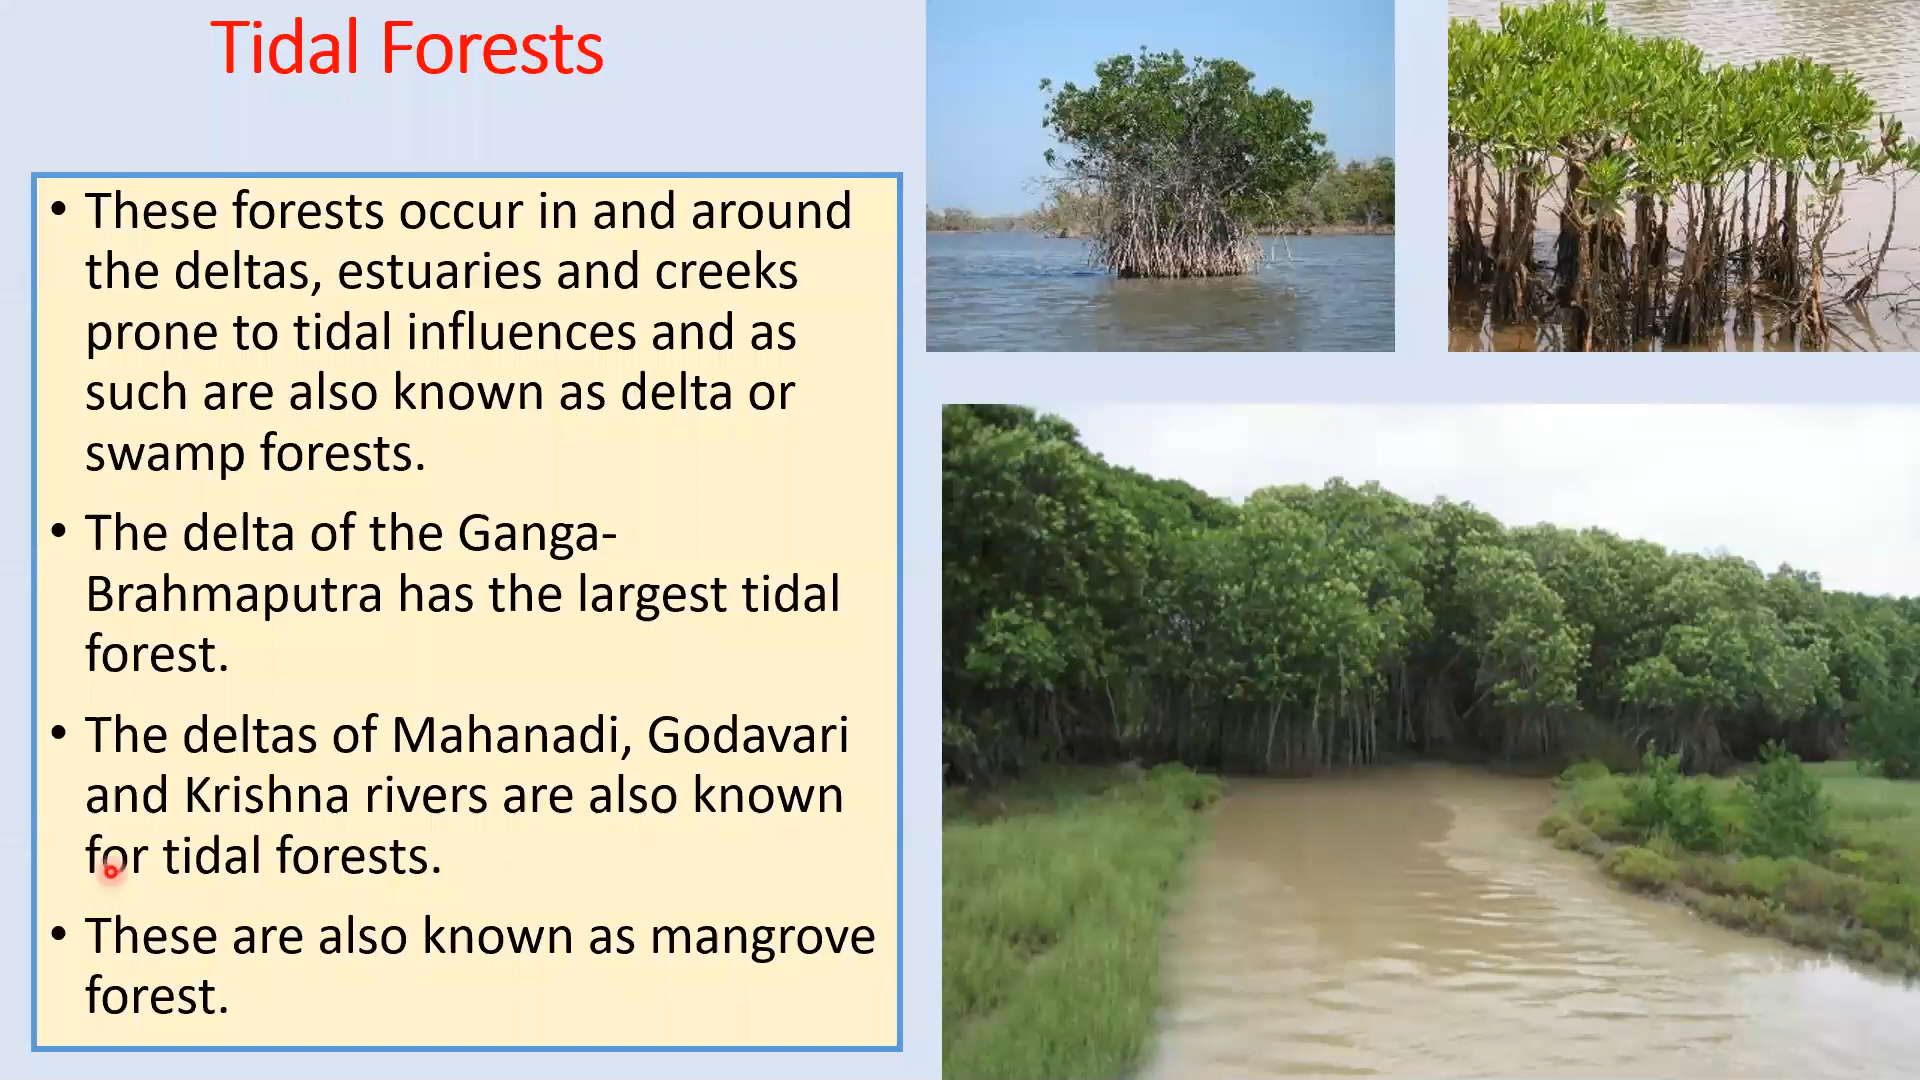 Tidal Forests
• These forests occur in and around
the deltas, estuaries and creeks
prone to tidal influences and as
such are also known as delta or
swamp forests.
• The delta of the Ganga-
Brahmaputra has the largest tidal
forest.
• The deltas of Mahanadi, Godavari
and Krishna rivers are also known
for tidal forests.
• These are also known as mangrove
forest.